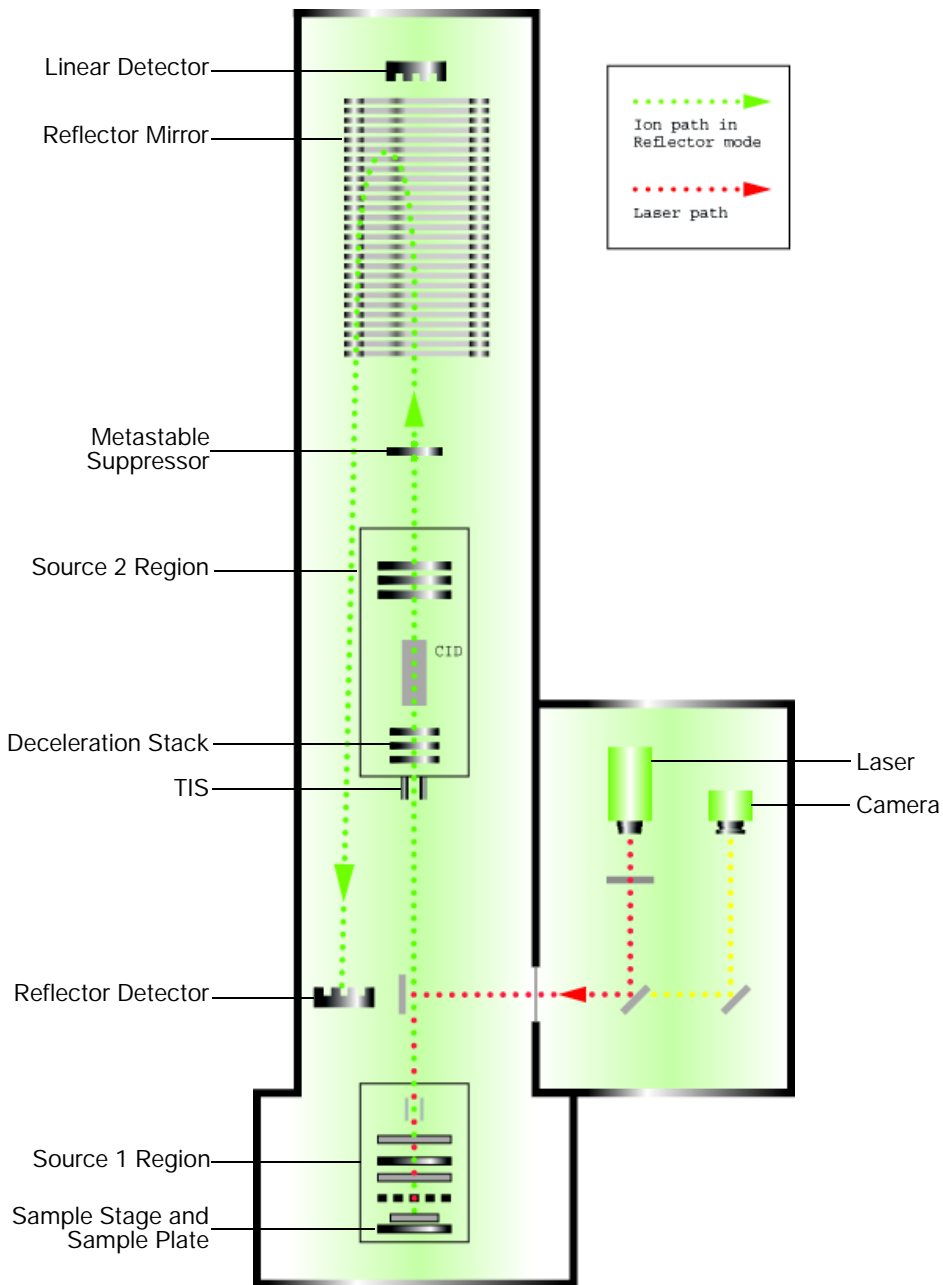 Linear Detector
Reflector Mirror
Ion path in
Reflector mode
Laser path
Metastable
Suppressor
Source 2 Region
CID
Deceleration Stack
TIS
Laser
Camera
Reflector Detector
Source 1 Region
Sample Stage and
Sample Plate